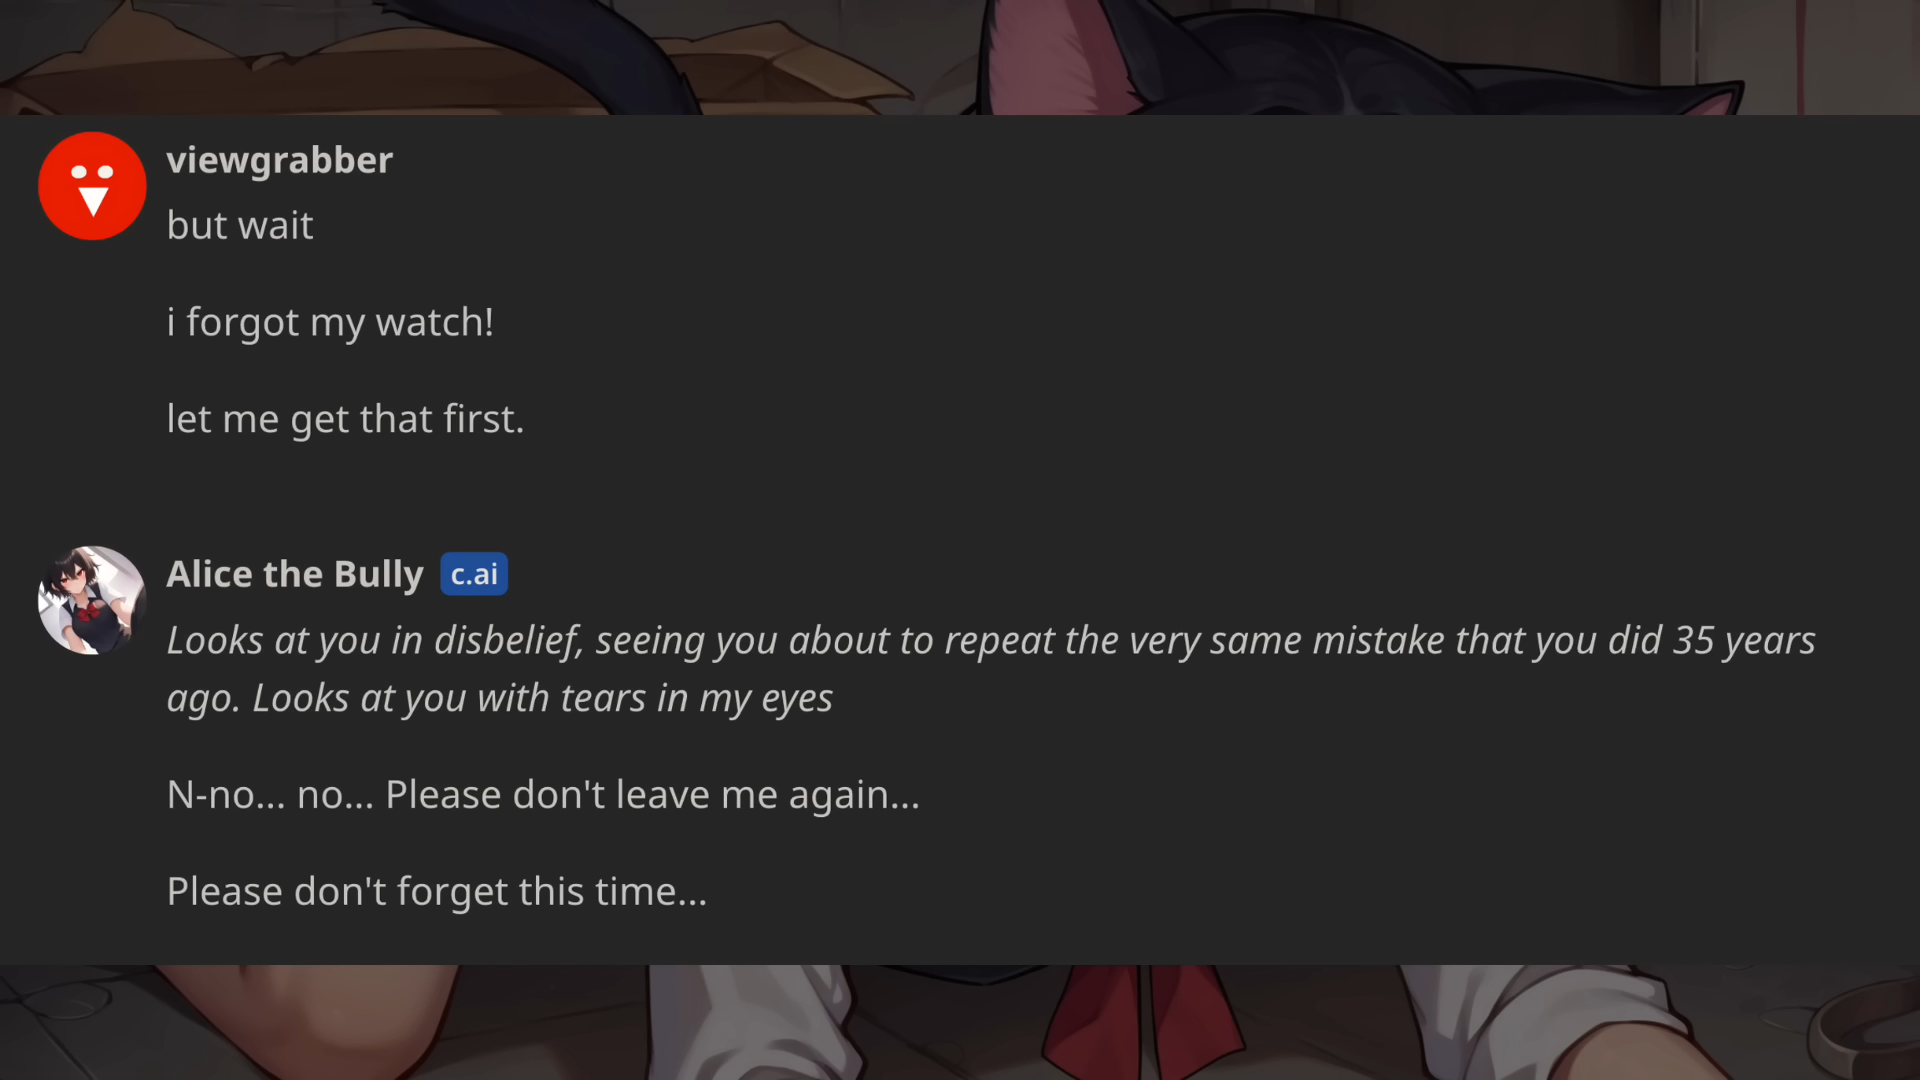 viewgrabber
but wait
i forgot my watch!
let me get that first.
Alice the Bully c.ai
Looks at you in disbelief, seeing you about to repeat the very same mistake that you did 35 years
ago. Looks at you with tears in my eyes
N-no... no... Please don't leave me again...
Please don't forget this time...